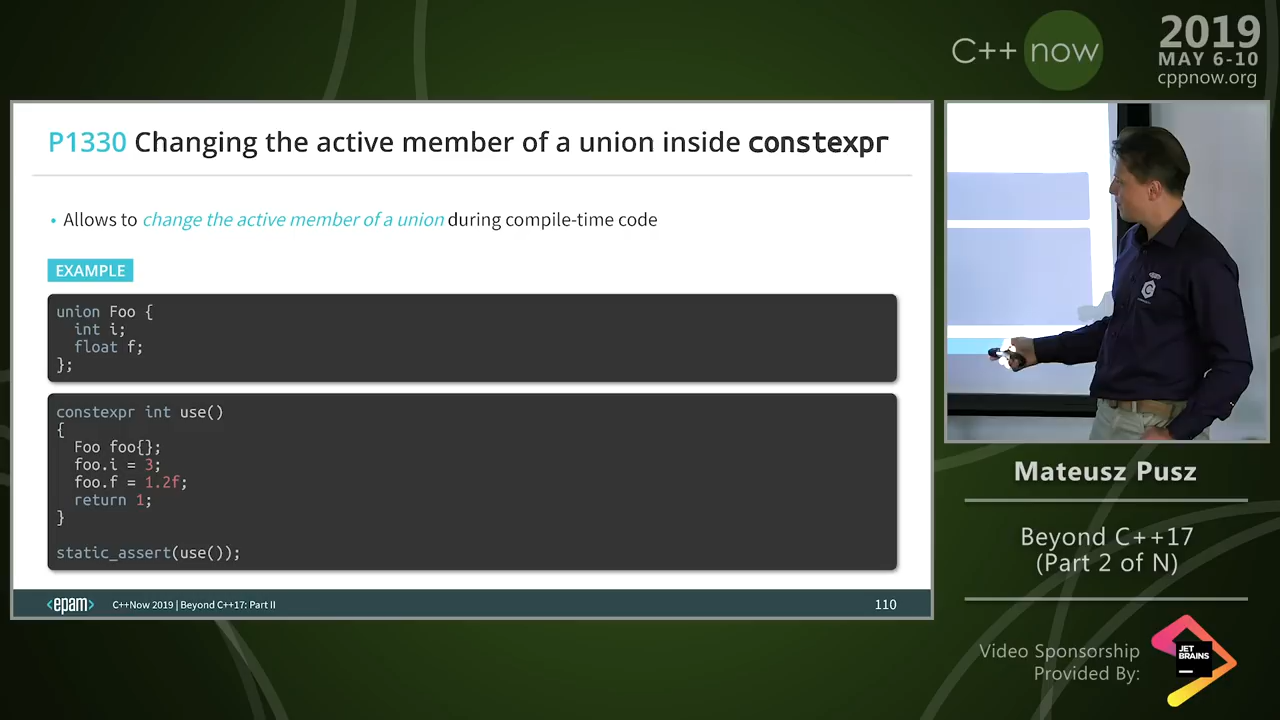 C++ now
2019
MAY 6-10
cppnow.org
P1330 Changing the active member of a union inside constexpr
• Allows to change the active member of a union during compile-time code
EXAMPLE
union Foo {
  int i;
  float f;
};
constexpr int use()
{
  Foo foo{};
  foo.i = 3;
  foo.f = 1.2f;
  return 1;
}
static_assert(use());
<epam>
C++Now 2019 | Beyond C++17: Part II
110
Mateusz Pusz
Beyond C++17
(Part 2 of N)
Video Sponsorship
Provided By:
JET
BRAINS